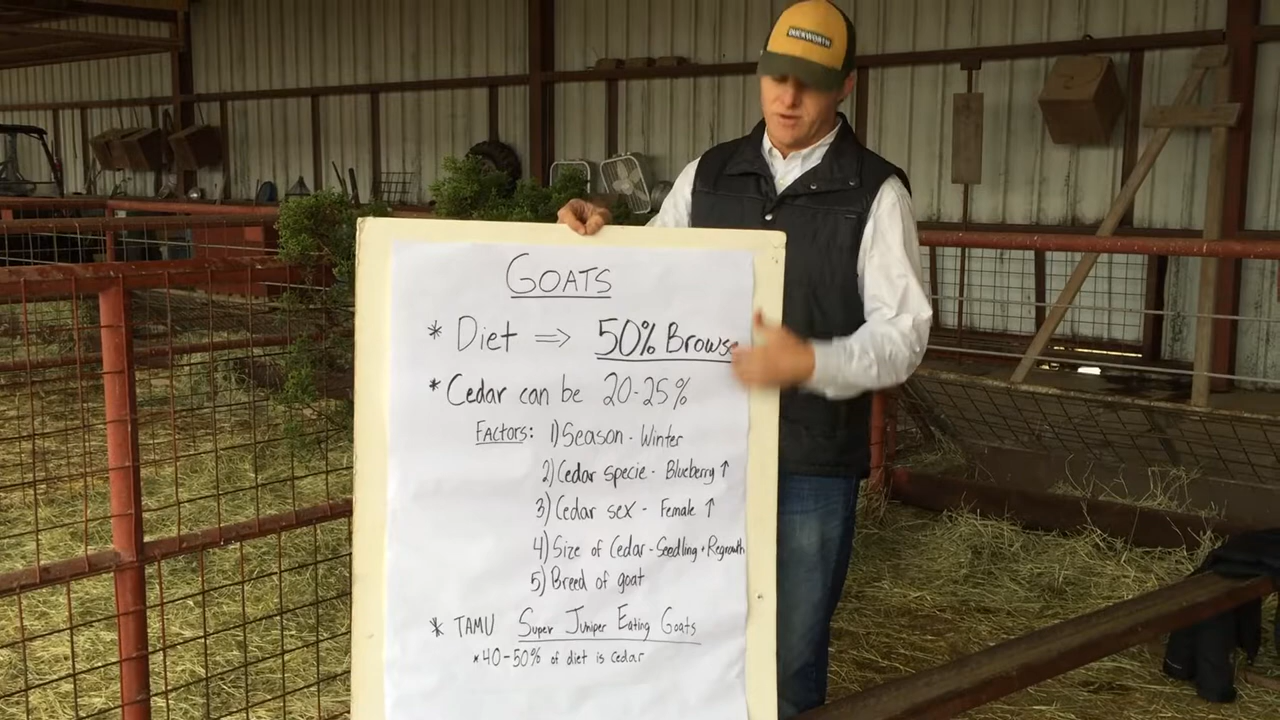 DUCKWORTH
GOATS
* Diet ⇒ 50% Browse
* Cedar can be 20-25%
FACTORS: 1) Season - Winter
2) Cedar specie - Blueberry ↑
3) Cedar sex - Female ↑
4) Size of Cedar - Seedling + Regrowth
5) Breed of goat
* TAMU Super Juniper Eating Goats
* 40-50% of diet is cedar